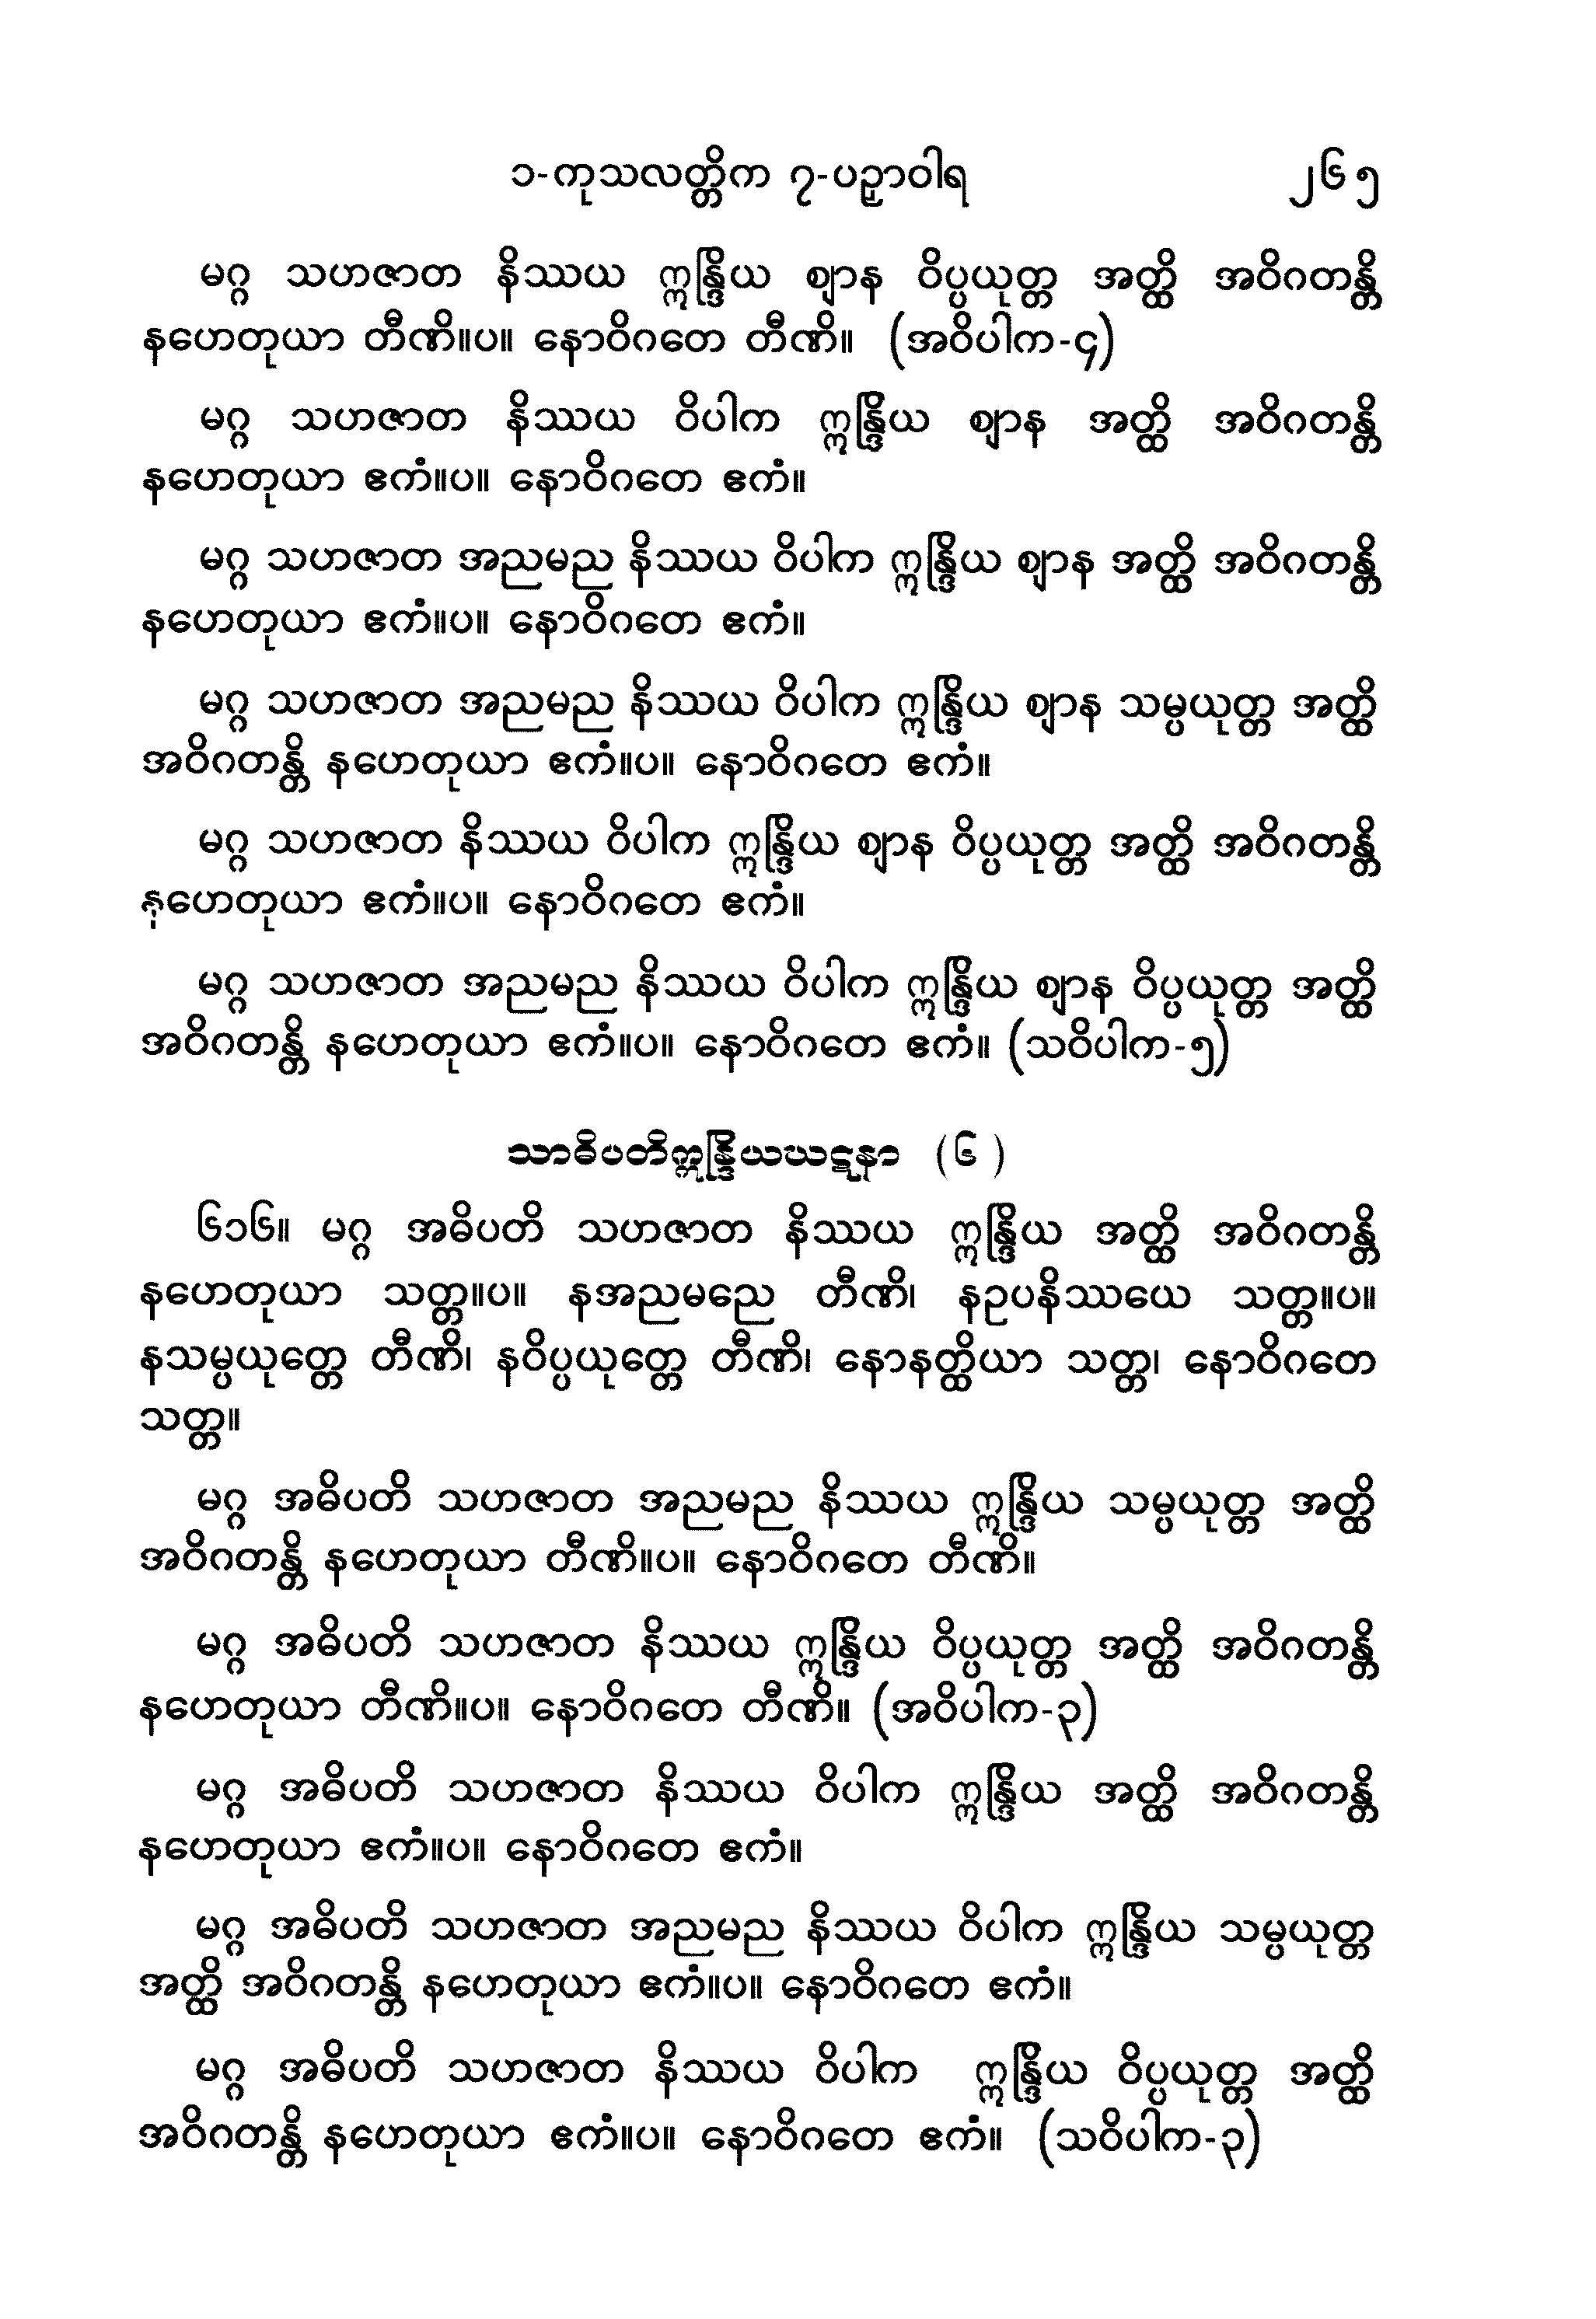 ၁-ကုသလတ္တိက ၇-ပဉှာဝါရ ၂၆၅
မဂ္ဂ သဟဇာတ နိဿယ ဣန္ဒြိယ ဈာန ဝိပ္ပယုတ္တ အတ္ထိ အဝိဂတန္တိ
နဟေတုယာ တီဏိ။ပ။ နောဝိဂတေ တီဏိ။ (အဝိပါက-၄)
မဂ္ဂ သဟဇာတ နိဿယ ဝိပါက ဣန္ဒြိယ ဈာန အတ္ထိ အဝိဂတန္တိ
နဟေတုယာ ဧကံ။ပ။ နောဝိဂတေ ဧကံ။
မဂ္ဂ သဟဇာတ အညမည နိဿယ ဝိပါက ဣန္ဒြိယ ဈာန အတ္ထိ အဝိဂတန္တိ
နဟေတုယာ ဧကံ။ပ။ နောဝိဂတေ ဧကံ။
မဂ္ဂ သဟဇာတ အညမည နိဿယ ဝိပါက ဣန္ဒြိယ ဈာန သမ္ပယုတ္တ အတ္ထိ
အဝိဂတန္တိ နဟေတုယာ ဧကံ။ပ။ နောဝိဂတေ ဧကံ။
မဂ္ဂ သဟဇာတ နိဿယ ဝိပါက ဣန္ဒြိယ ဈာန ဝိပ္ပယုတ္တ အတ္ထိ အဝိဂတန္တိ
နဟေတုယာ ဧကံ။ပ။ နောဝိဂတေ ဧကံ။
မဂ္ဂ သဟဇာတ အညမည နိဿယ ဝိပါက ဣန္ဒြိယ ဈာန ဝိပ္ပယုတ္တ အတ္ထိ
အဝိဂတန္တိ နဟေတုယာ ဧကံ။ပ။ နောဝိဂတေ ဧကံ။ (သဝိပါက-၅)
သာဓိပတိဣန္ဒြိယဃဋနာ (၆)
၆၁၆။ မဂ္ဂ အဓိပတိ သဟဇာတ နိဿယ ဣန္ဒြိယ အတ္ထိ အဝိဂတန္တိ
နဟေတုယာ သတ္တ။ပ။ နအညမညေ တီဏိ၊ နဥပနိဿယေ သတ္တ။ပ။
နသမ္ပယုတ္တေ တီဏိ၊ နဝိပ္ပယုတ္တေ တီဏိ၊ နောနတ္ထိယာ သတ္တ၊ နောဝိဂတေ
သတ္တ။
မဂ္ဂ အဓိပတိ သဟဇာတ အညမည နိဿယ ဣန္ဒြိယ သမ္ပယုတ္တ အတ္ထိ
အဝိဂတန္တိ နဟေတုယာ တီဏိ။ပ။ နောဝိဂတေ တီဏိ။
မဂ္ဂ အဓိပတိ သဟဇာတ နိဿယ ဣန္ဒြိယ ဝိပ္ပယုတ္တ အတ္ထိ အဝိဂတန္တိ
နဟေတုယာ တီဏိ။ပ။ နောဝိဂတေ တီဏိ။ (အဝိပါက-၃)
မဂ္ဂ အဓိပတိ သဟဇာတ နိဿယ ဝိပါက ဣန္ဒြိယ အတ္ထိ အဝိဂတန္တိ
နဟေတုယာ ဧကံ။ပ။ နောဝိဂတေ ဧကံ။
မဂ္ဂ အဓိပတိ သဟဇာတ အညမည နိဿယ ဝိပါက ဣန္ဒြိယ သမ္ပယုတ္တ
အတ္ထိ အဝိဂတန္တိ နဟေတုယာ ဧကံ။ပ။ နောဝိဂတေ ဧကံ။
မဂ္ဂ အဓိပတိ သဟဇာတ နိဿယ ဝိပါက ဣန္ဒြိယ ဝိပ္ပယုတ္တ အတ္ထိ
အဝိဂတန္တိ နဟေတုယာ ဧကံ။ပ။ နောဝိဂတေ ဧကံ။ (သဝိပါက-၃)